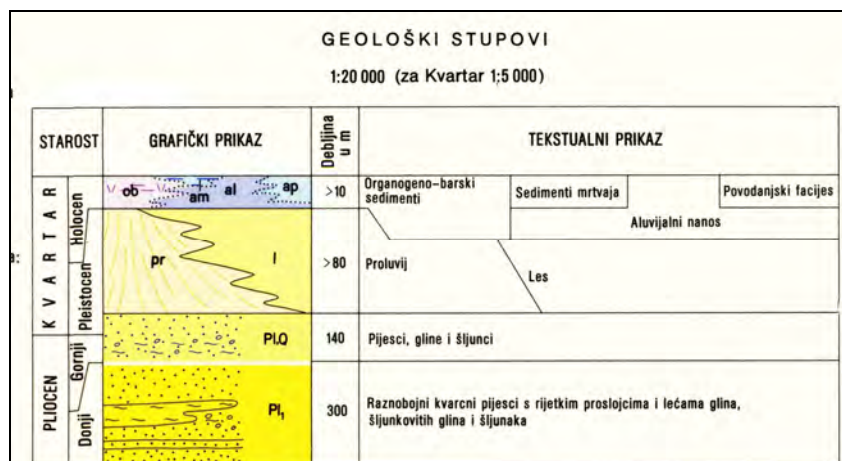 GEOLOŠKI STUPOVI
1:20 000 (za Kvartar 1:5 000)
STAROST
GRAFIČKI PRIKAZ
Debljina u m
TEKSTUALNI PRIKAZ
KVARTAR
Holocen
ob
am
al
ap
>10
Organogeno-barski
sedimenti
Sedimenti mrtvaja
Povodanjski facijes
Aluvijalni nanos
Pleistocen
pr
l
>80
Proluvij
Les
PLIOCEN
Gornji
Pl,Q
140
Pijesci, gline i šljunci
Donji
Pl₁
300
Raznobojni kvarcni pijesci s rijetkim proslojcima i lećama glina,
šljunkovitih glina i šljunaka